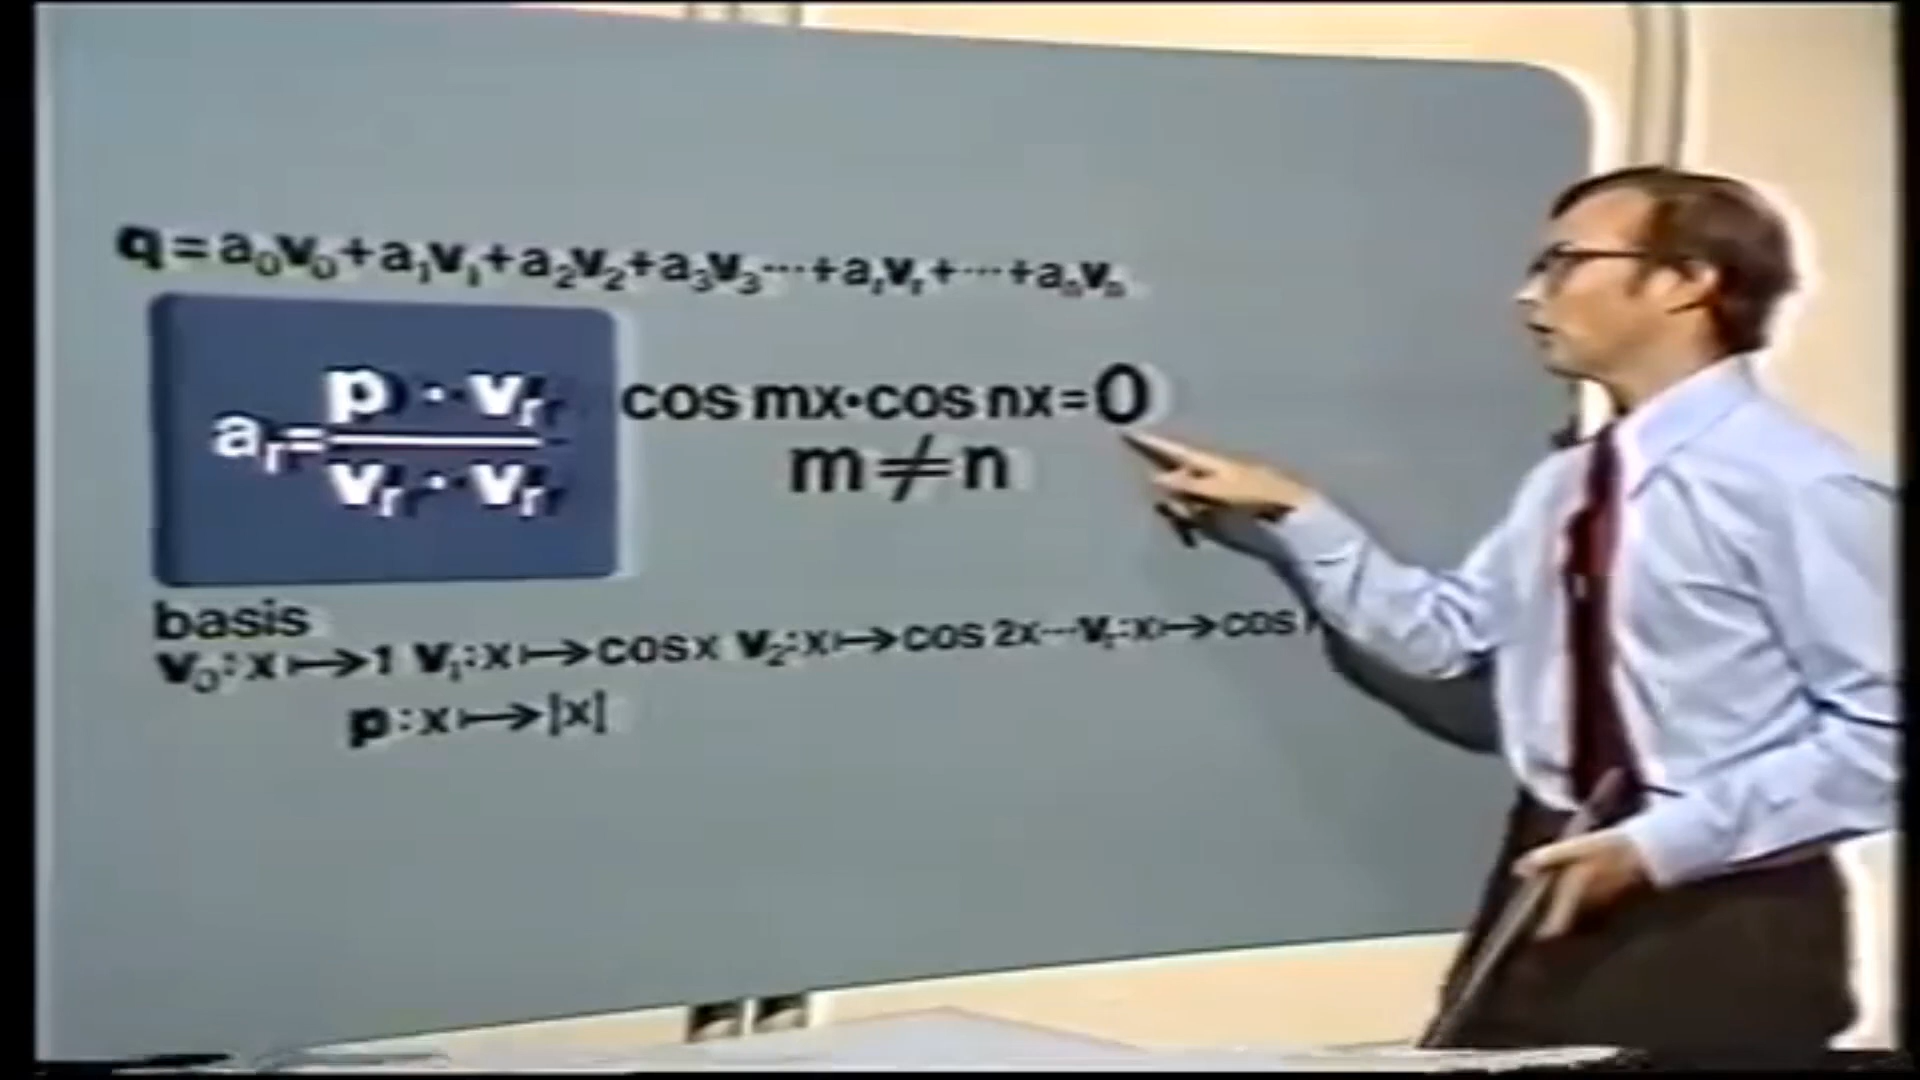 q = a₀v₀+a₁v₁+a₂v₂+a₃v₃···+aᵣvᵣ+···+aₙvₙ
aᵣ = p · vᵣ / vᵣ · vᵣ
cos mx·cos nx=0
m≠n
basis
v₀:x↦1 v₁:x↦cosx v₂:x↦cos 2x···vᵣ:x↦cos
p:x↦|x|